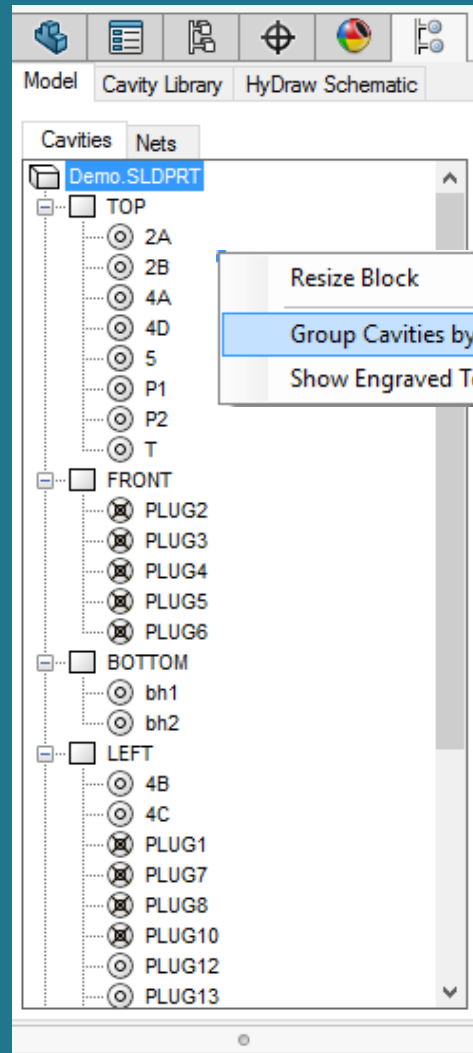 Model Cavity Library HyDraw Schematic
Cavities Nets
Demo.SLDPRT
TOP
2A
2B
4A
4D
5
P1
P2
T
Resize Block
Group Cavities by
Show Engraved
FRONT
PLUG2
PLUG3
PLUG4
PLUG5
PLUG6
BOTTOM
bh1
bh2
LEFT
4B
4C
PLUG1
PLUG7
PLUG8
PLUG10
PLUG12
PLUG13